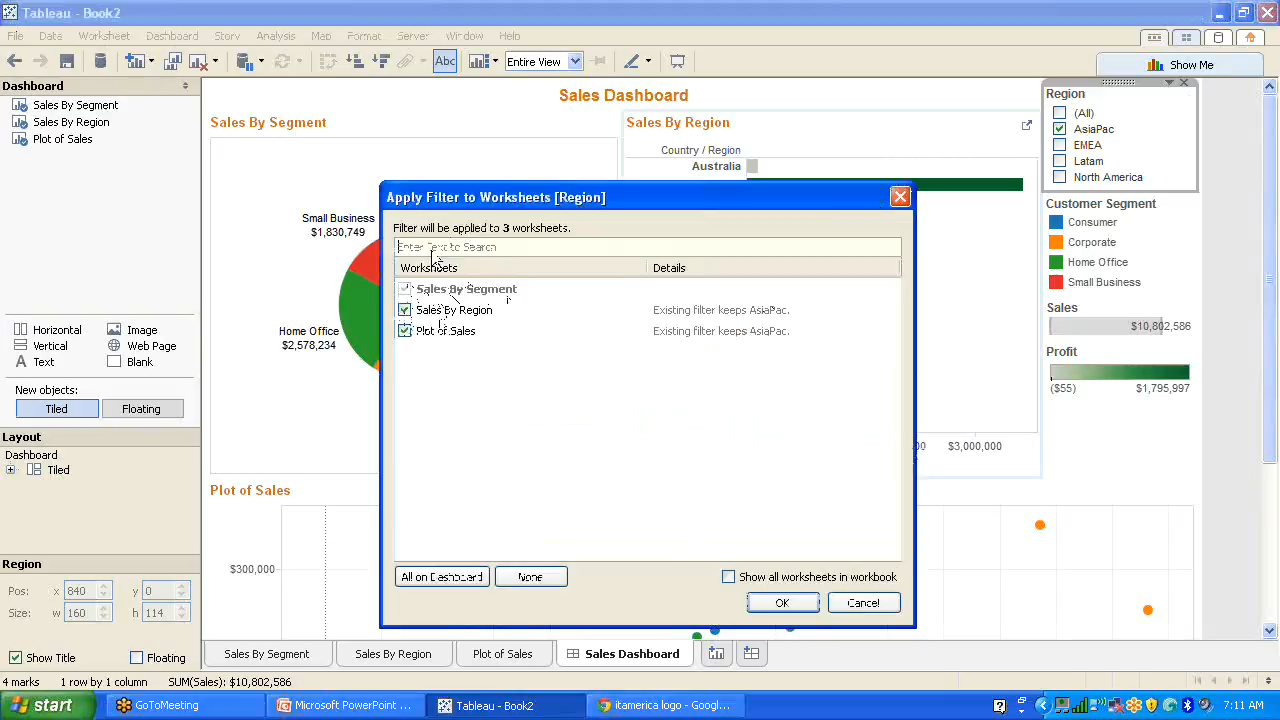 Tableau - Book2
File Data Worksheet Dashboard Story Analysis Map Format Server Window Help
Abc Entire View
Show Me
Dashboard
Sales By Segment
Sales By Region
Plot of Sales
Horizontal Image
Vertical Web Page
A Text Blank
New objects:
Tiled Floating
Layout
Dashboard
Tiled
Region
Pos: x 840 y 0
Size: w 160 h 114
Show Title Floating
Sales Dashboard
Sales By Segment
Small Business
$1,830,749
Home Office
$2,578,234
Sales By Region
Country / Region
Australia
$3,000,000
Plot of Sales
$300,000
Apply Filter to Worksheets [Region]
Filter will be applied to 3 worksheets.
Enter Text to Search
Worksheets Details
Sales By Segment
Sales By Region Existing filter keeps AsiaPac.
Plot of Sales Existing filter keeps AsiaPac.
All on Dashboard None Show all worksheets in workbook
OK Cancel
Region
(All)
AsiaPac
EMEA
Latam
North America
Customer Segment
Consumer
Corporate
Home Office
Small Business
Sales
$10,802,586
Profit
($55) $1,795,997
Sales By Segment Sales By Region Plot of Sales Sales Dashboard
4 marks 1 row by 1 column SUM(Sales): $10,802,586
start GoToMeeting Microsoft PowerPoint ... Tableau - Book2 itamerica logo - Googl... 7:11 AM